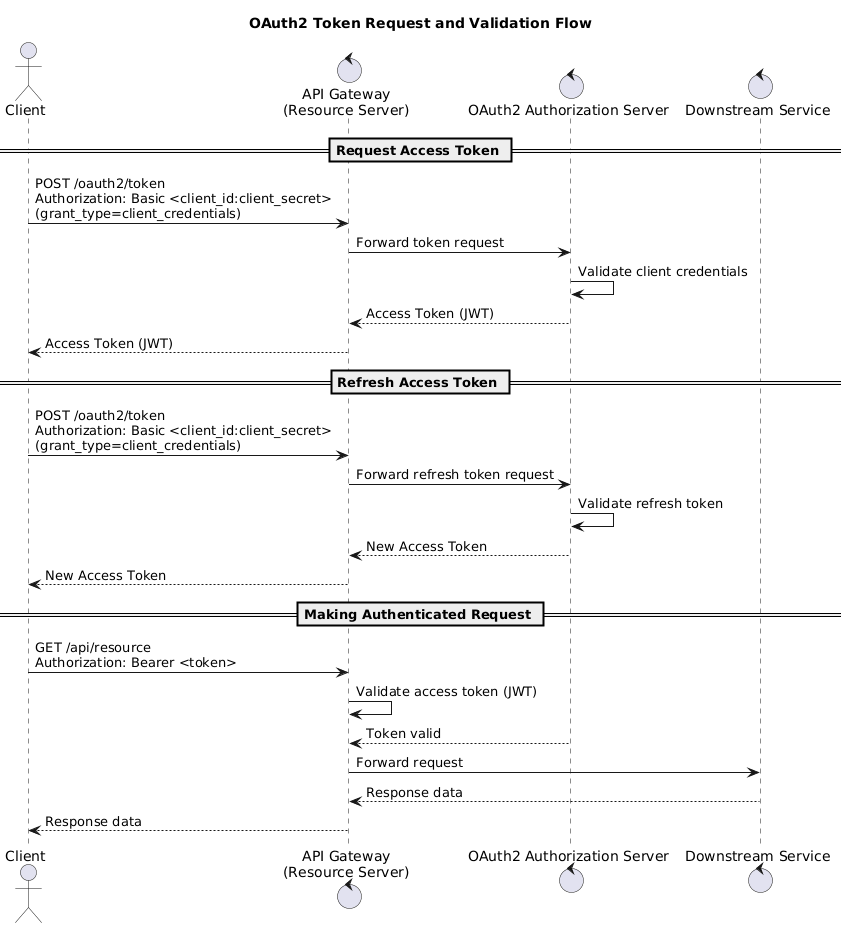 OAuth2 Token Request and Validation Flow
Client
API Gateway
(Resource Server)
OAuth2 Authorization Server
Downstream Service
Request Access Token
POST /oauth2/token
Authorization: Basic <client_id:client_secret>
(grant_type=client_credentials)
Forward token request
Validate client credentials
Access Token (JWT)
Access Token (JWT)
Refresh Access Token
POST /oauth2/token
Authorization: Basic <client_id:client_secret>
(grant_type=client_credentials)
Forward refresh token request
Validate refresh token
New Access Token
New Access Token
Making Authenticated Request
GET /api/resource
Authorization: Bearer <token>
Validate access token (JWT)
Token valid
Forward request
Response data
Response data
Client
API Gateway
(Resource Server)
OAuth2 Authorization Server
Downstream Service